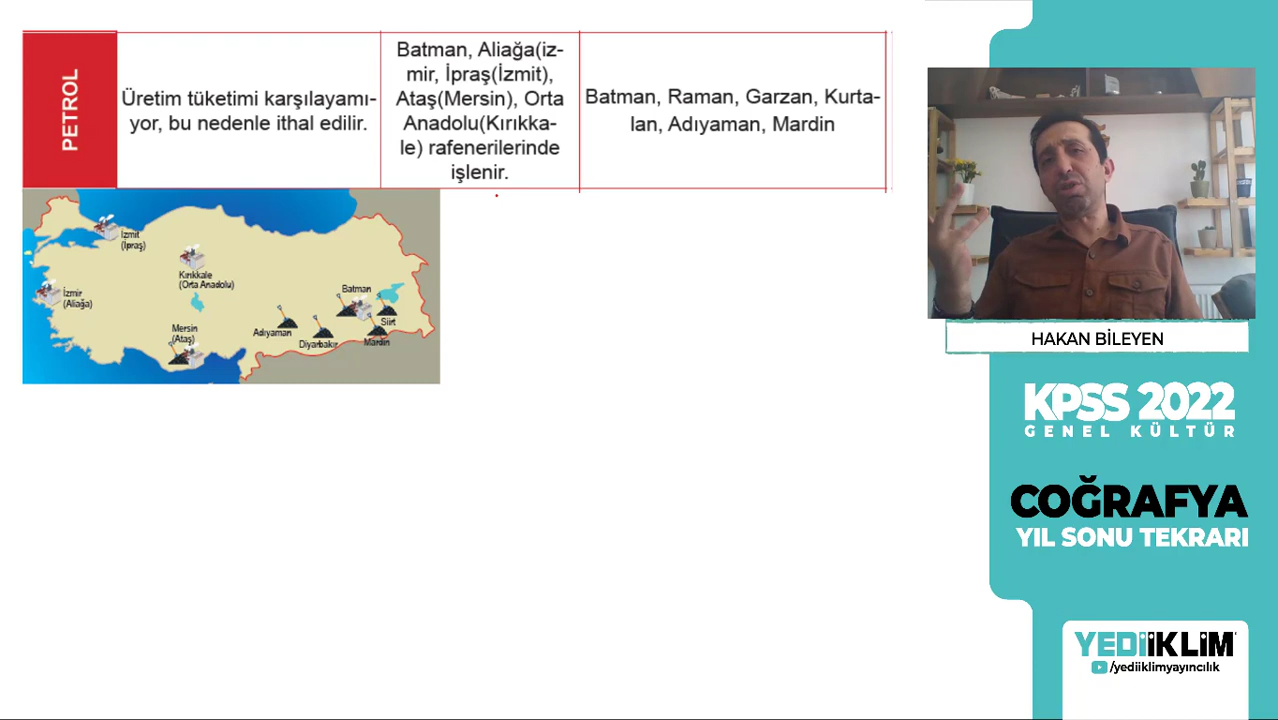 PETROL
Üretim tüketimi karşılayamı-
yor, bu nedenle ithal edilir.
Batman, Aliağa(iz-
mir, İpraş(İzmit),
Ataş(Mersin), Orta
Anadolu(Kırıkka-
le) rafenerilerinde
işlenir.
Batman, Raman, Garzan, Kurta-
lan, Adıyaman, Mardin
İzmit
(İpraş)
Kırıkkale
(Orta Anadolu)
İzmir
(Aliağa)
Mersin
(Ataş)
Adıyaman
Diyarbakır
Batman
Siirt
Mardin
HAKAN BİLEYEN
KPSS 2022
GENEL KÜLTÜR
COĞRAFYA
YIL SONU TEKRARI
YEDİİKLİM
/yediiklimyayıncılık